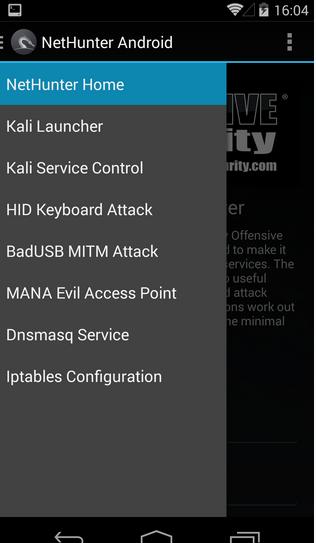 16:04
NetHunter Android
NetHunter Home
Kali Launcher
Kali Service Control
HID Keyboard Attack
BadUSB MITM Attack
MANA Evil Access Point
Dnsmasq Service
Iptables Configuration
IVE®
ity
urity.com
ter
Offensive
d to make it
services. The
o useful
d attack
ons work out
he minimal